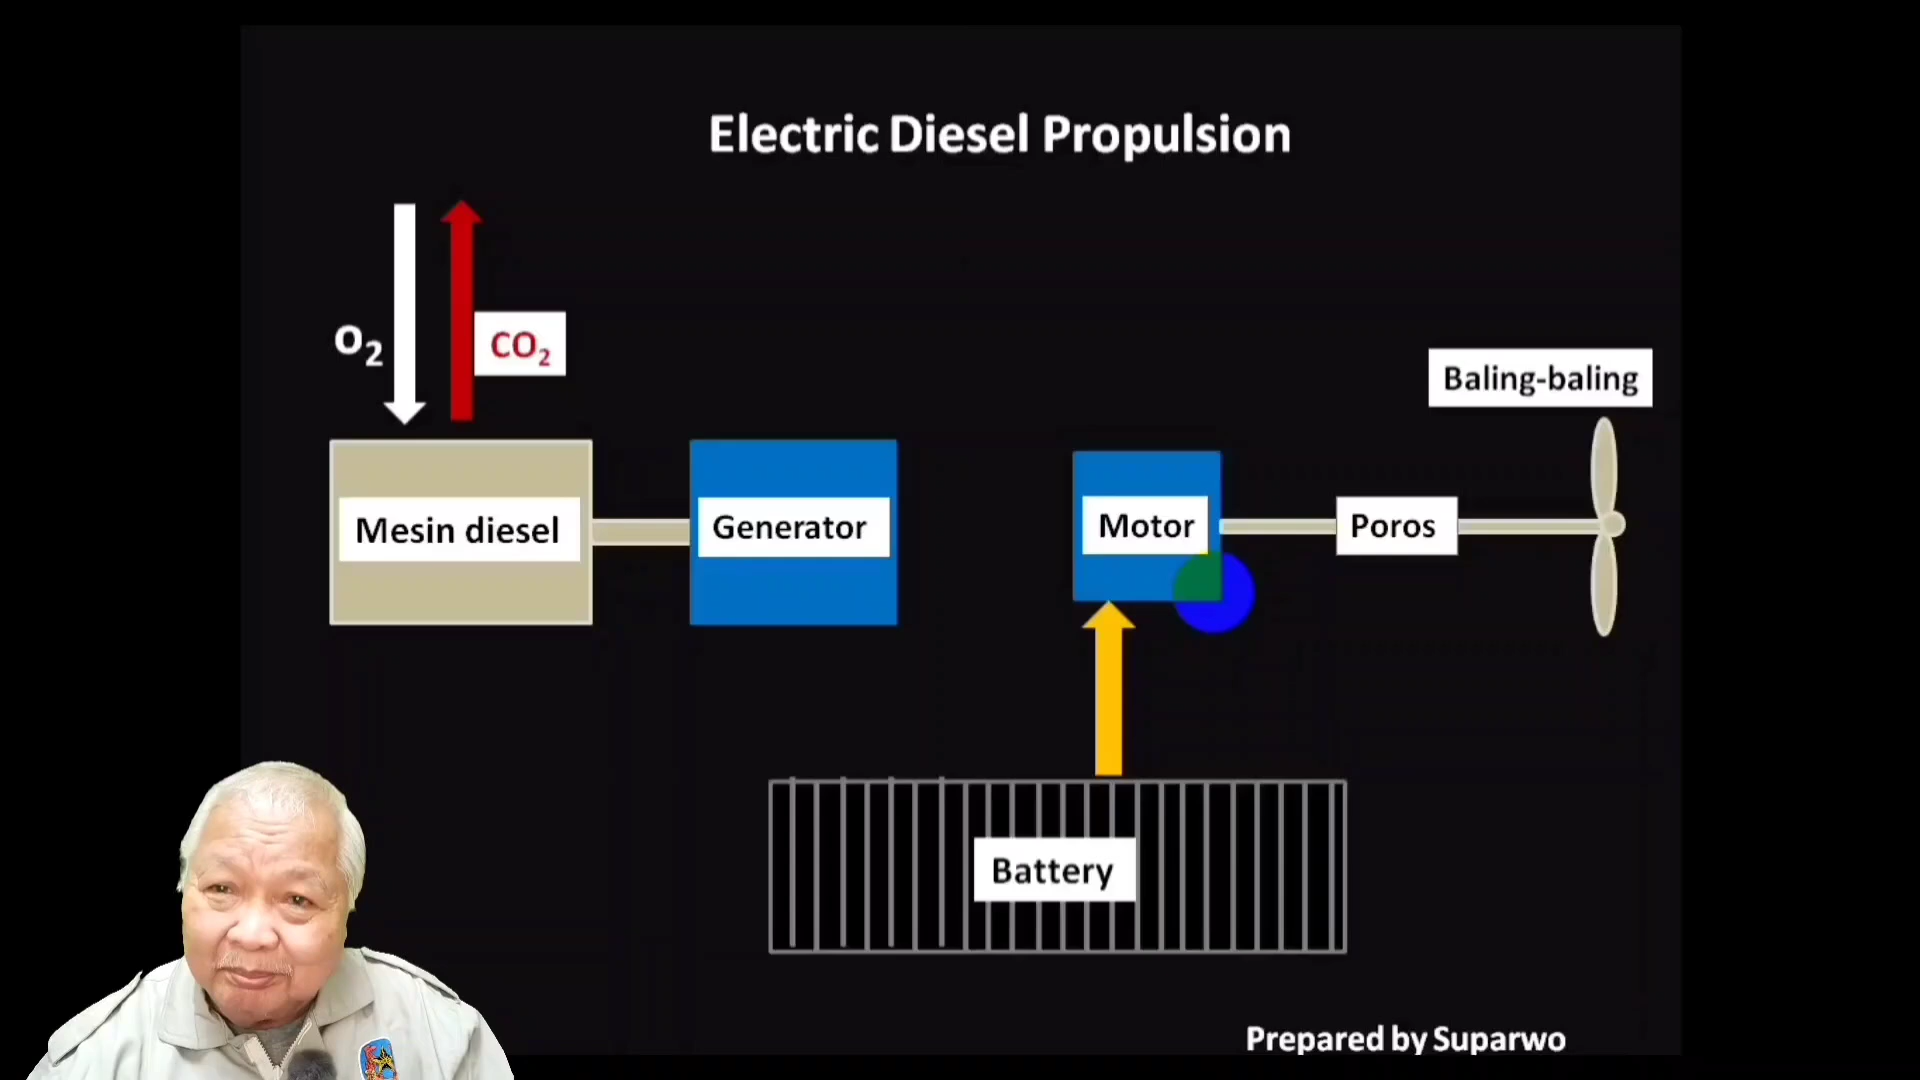 Electric Diesel Propulsion
O2
CO2
Baling-baling
Mesin diesel
Generator
Motor
Poros
Battery
Prepared by Suparwo